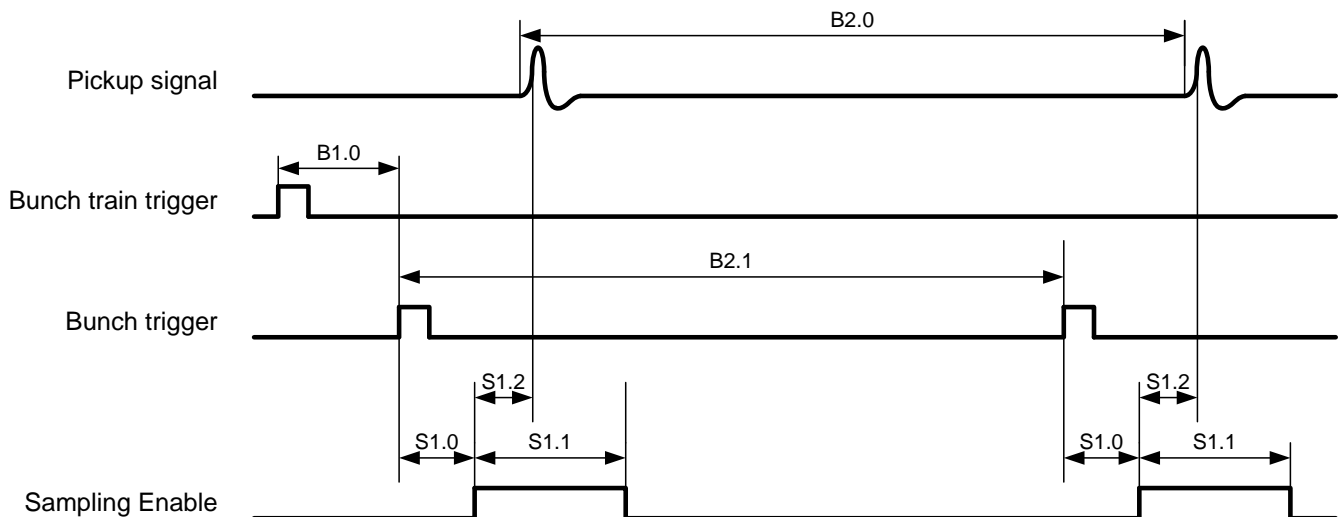 B2.0
Pickup signal
B1.0
Bunch train trigger
B2.1
Bunch trigger
S1.2 S1.2
S1.0 S1.1 S1.0 S1.1
Sampling Enable